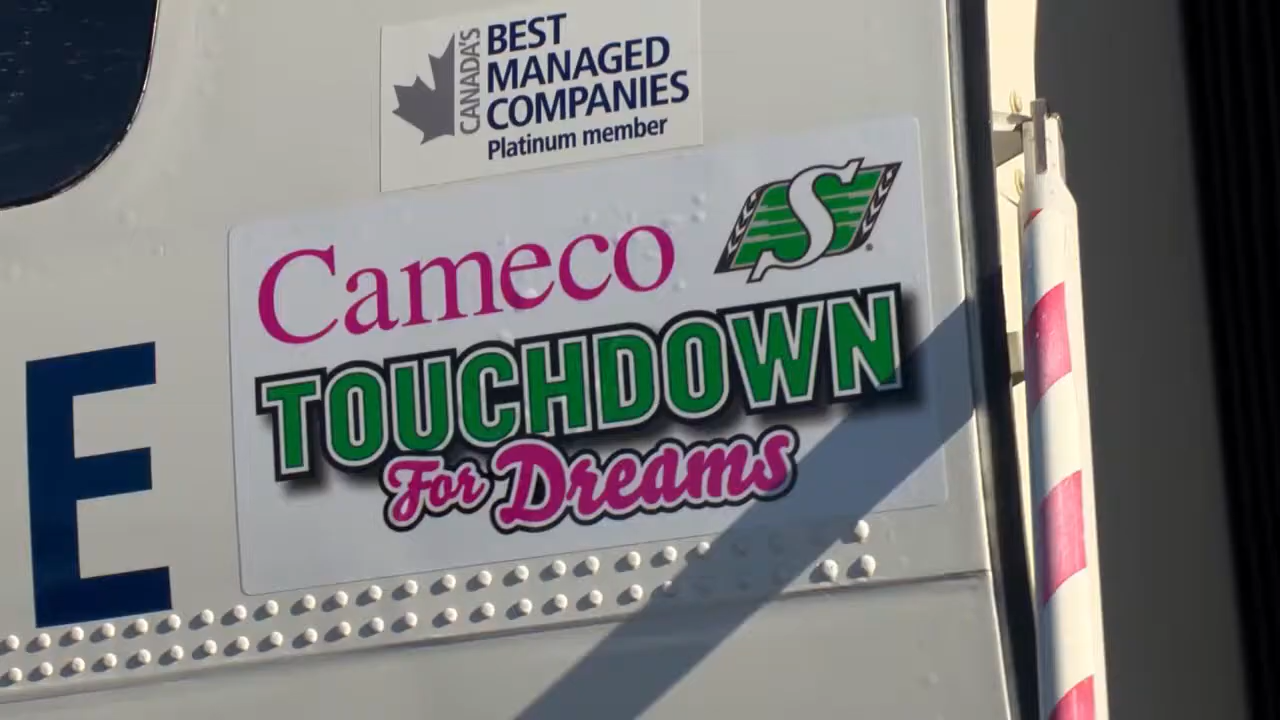 CANADA'S
BEST
MANAGED
COMPANIES
Platinum member
Cameco S
TOUCHDOWN
For Dreams
E